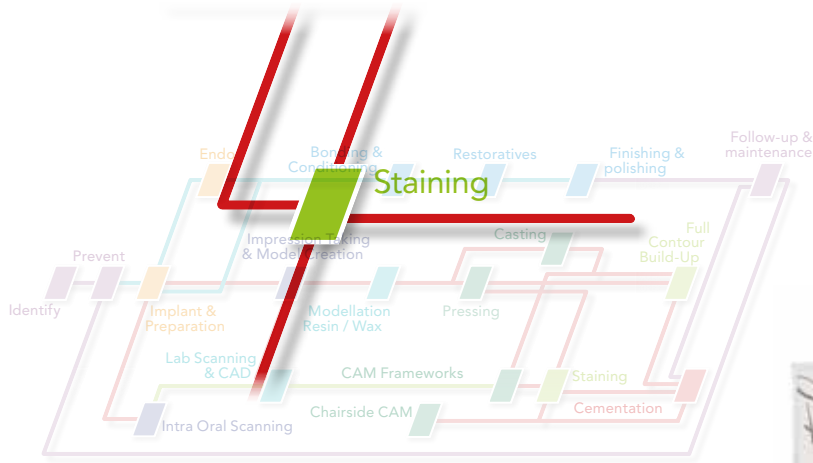 Staining
Follow-up &
maintenance
Endo
Bonding &
Conditioning
Restoratives
Finishing &
polishing
Prevent
Impression Taking
& Model Creation
Casting
Full
Contour
Build-Up
Identify
Implant &
Preparation
Modellation
Resin / Wax
Pressing
Lab Scanning
& CAD
CAM Frameworks
Staining
Intra Oral Scanning
Chairside CAM
Cementation